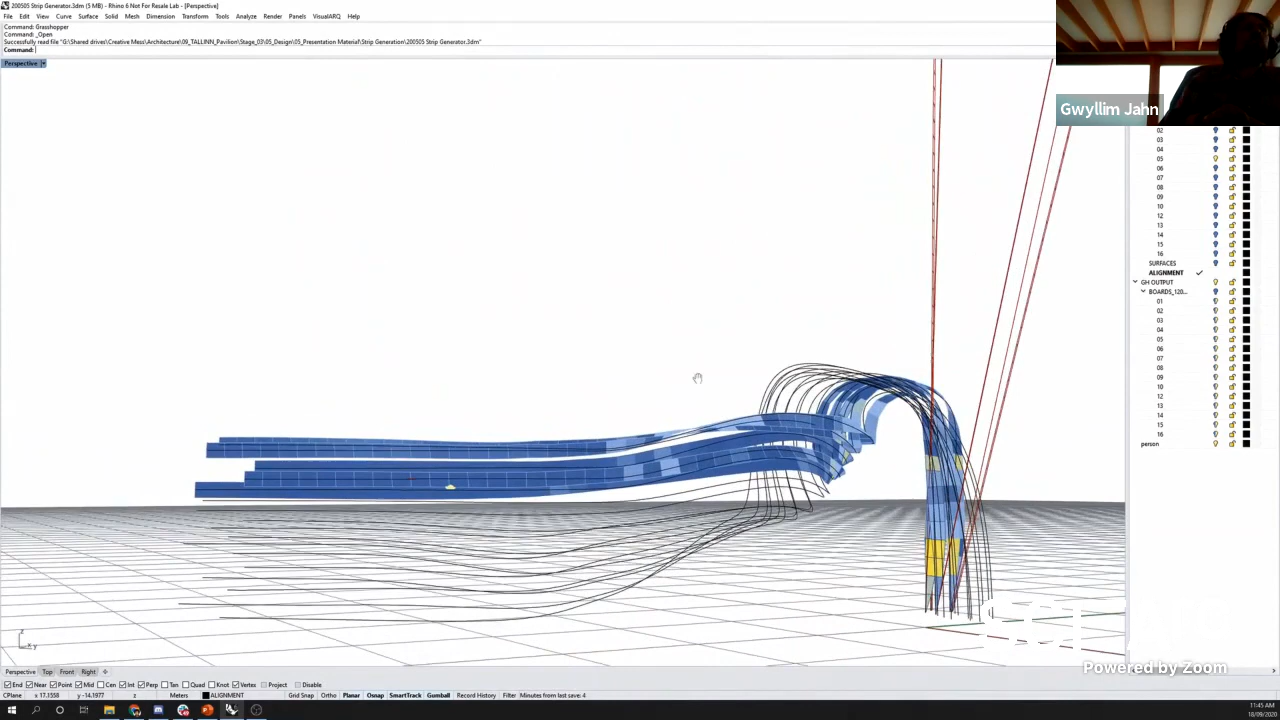 200505 Strip Generator.3dm (5 MB) - Rhino 6 Not For Resale Lab - [Perspective]
File Edit View Curve Surface Solid Mesh Dimension Transform Tools Analyze Render Panels VisualARQ Help
Command: Grasshopper
Command: _Open
Successfully read file "G:\Shared drives\Creative Mess\Architecture\09_TALLINN_Pavilion\Stage_03\05_Design\05_Presentation Material\Strip Generation\200505 Strip Generator.3dm"
Command:
Perspective
Gwyllim Jahn
02
03
04
05
06
07
08
09
10
12
13
14
15
16
SURFACES
ALIGNMENT
GH OUTPUT
BOARDS_120...
01
02
03
04
05
06
07
08
09
10
12
13
14
15
16
person
z
x y
Powered by Zoom
Perspective Top Front Right
End Near Point Mid Cen Int Perp Tan Quad Knot Vertex Project Disable
CPlane x 17.1558 y -14.1977 z Meters ALIGNMENT Grid Snap Ortho Planar Osnap SmartTrack Gumball Record History Filter Minutes from last save: 4
11:45 AM
18/09/2020